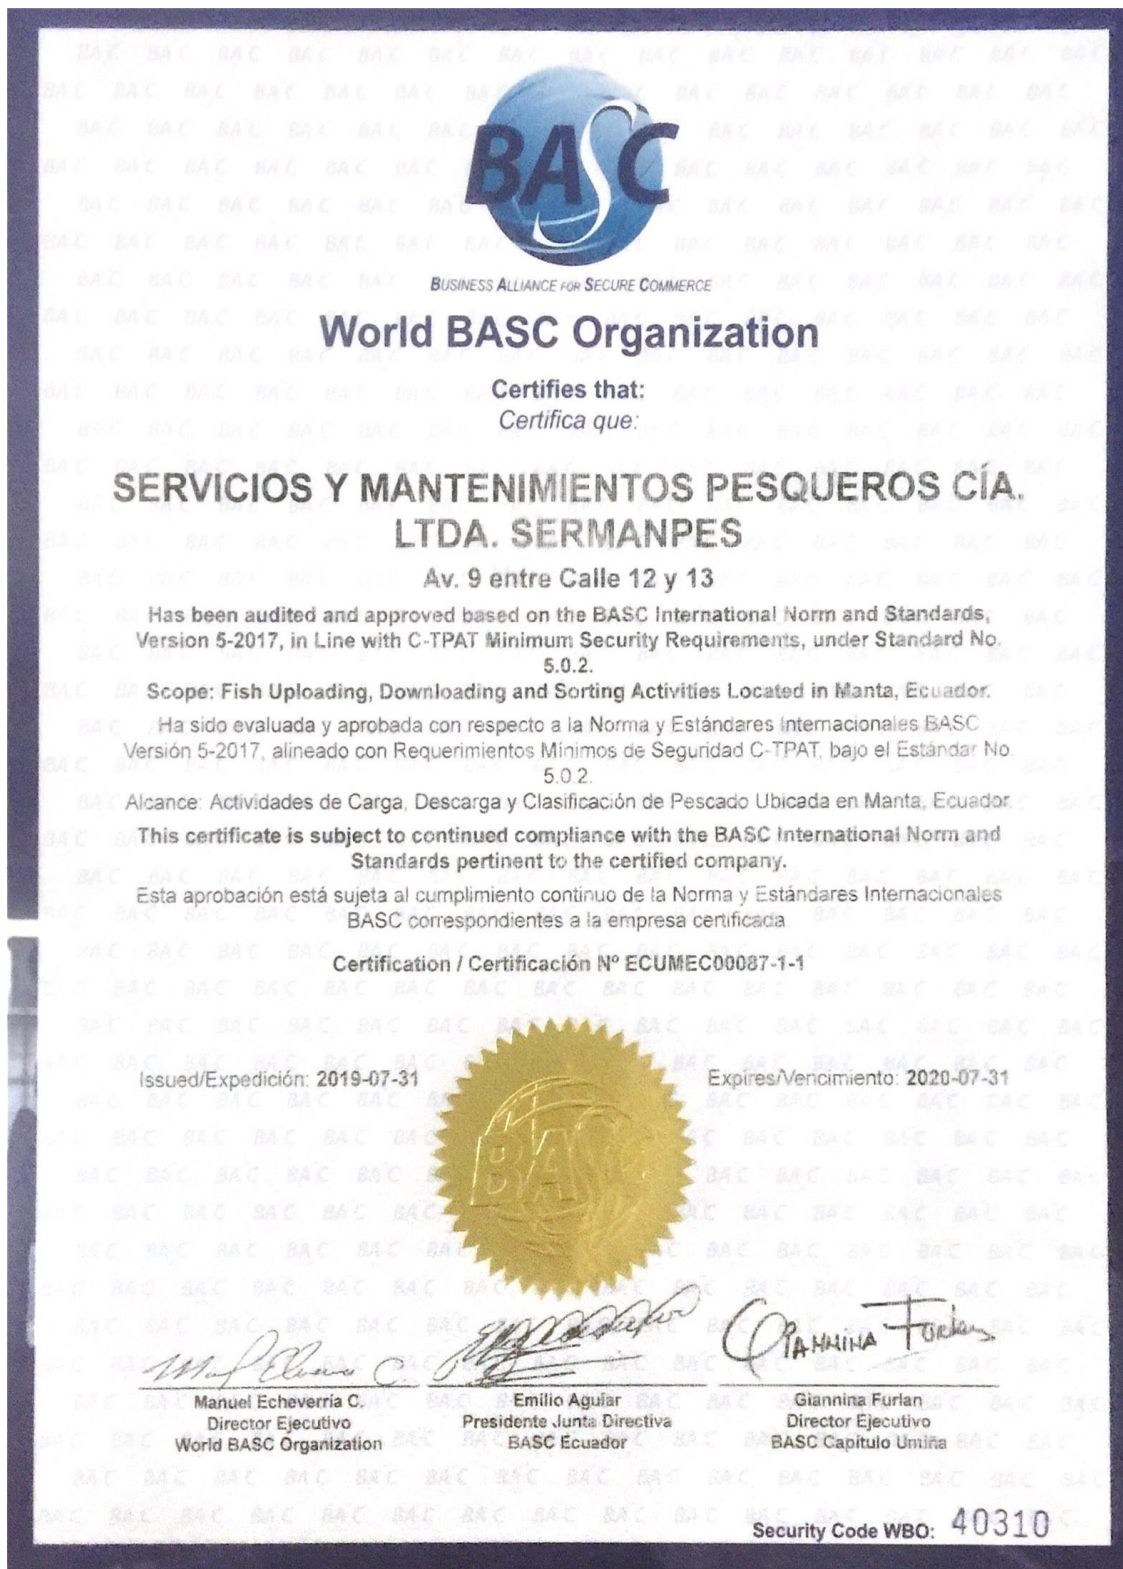 BASC
BUSINESS ALLIANCE FOR SECURE COMMERCE
World BASC Organization
Certifies that:
Certifica que:
SERVICIOS Y MANTENIMIENTOS PESQUEROS CÍA.
LTDA. SERMANPES
Av. 9 entre Calle 12 y 13
Has been audited and approved based on the BASC International Norm and Standards,
Version 5-2017, in Line with C-TPAT Minimum Security Requirements, under Standard No.
5.0.2.
Scope: Fish Uploading, Downloading and Sorting Activities Located in Manta, Ecuador.
Ha sido evaluada y aprobada con respecto a la Norma y Estándares Internacionales BASC
Versión 5-2017, alineado con Requerimientos Mínimos de Seguridad C-TPAT, bajo el Estándar No.
5.0.2.
Alcance: Actividades de Carga, Descarga y Clasificación de Pescado Ubicada en Manta, Ecuador
This certificate is subject to continued compliance with the BASC International Norm and
Standards pertinent to the certified company.
Esta aprobación está sujeta al cumplimiento continuo de la Norma y Estándares Internacionales
BASC correspondientes a la empresa certificada
Certification / Certificación Nº ECUMEC00087-1-1
Issued/Expedición: 2019-07-31
Expires/Vencimiento: 2020-07-31
BASC
Giannina Furlan
Manuel Echeverría C.
Director Ejecutivo
World BASC Organization
Emilio Aguiar
Presidente Junta Directiva
BASC Ecuador
Giannina Furlan
Director Ejecutivo
BASC Capítulo Umiña
Security Code WBO: 40310